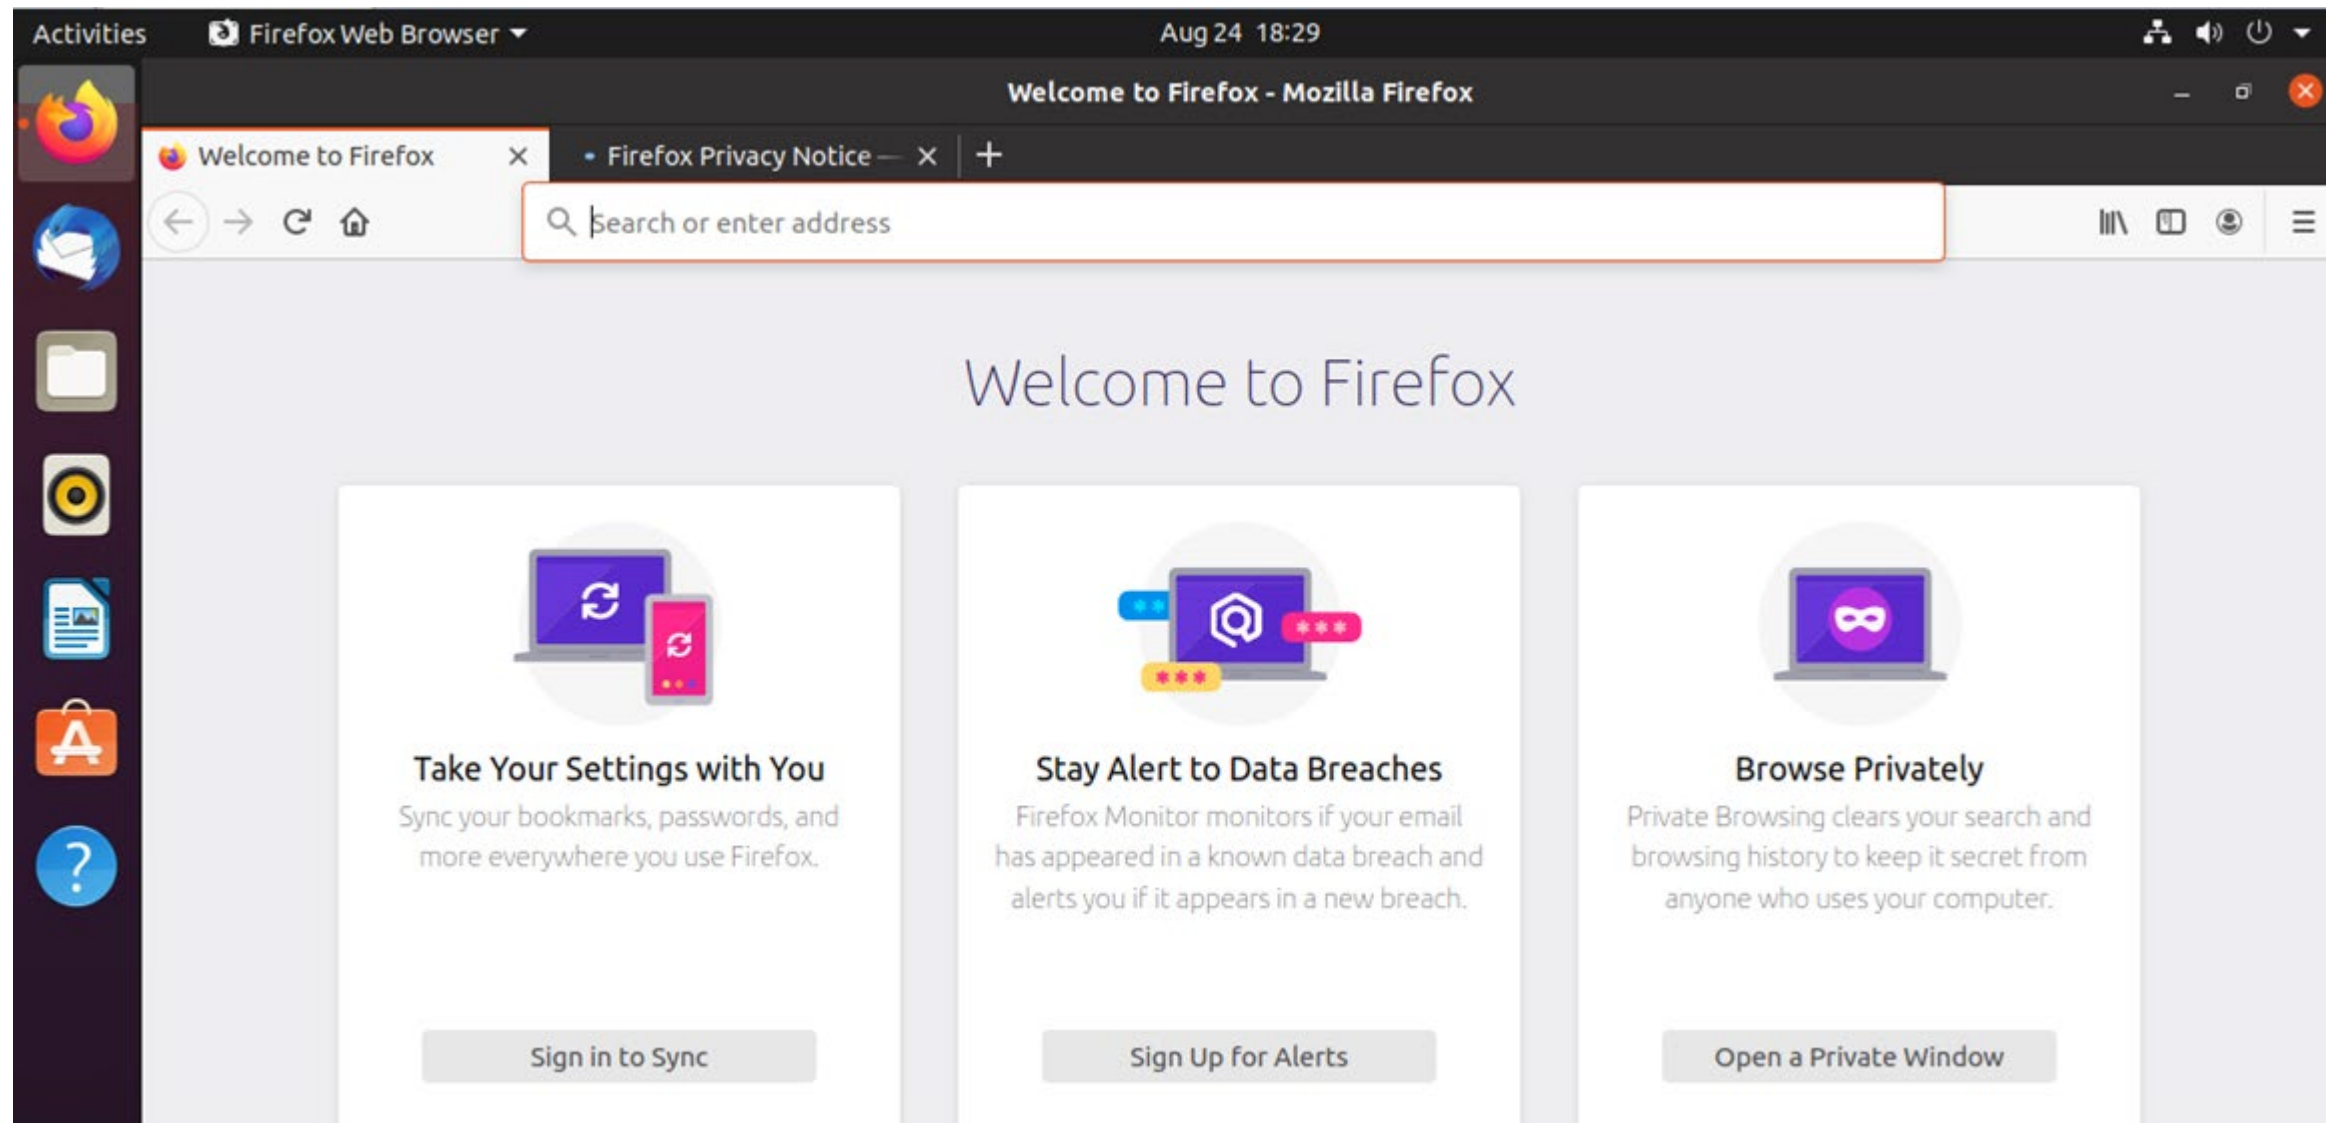 Activities Firefox Web Browser Aug 24 18:29
Welcome to Firefox - Mozilla Firefox
Welcome to Firefox Firefox Privacy Notice —
Search or enter address
Welcome to Firefox
Take Your Settings with You
Sync your bookmarks, passwords, and
more everywhere you use Firefox.
Sign in to Sync
Stay Alert to Data Breaches
Firefox Monitor monitors if your email
has appeared in a known data breach and
alerts you if it appears in a new breach.
Sign Up for Alerts
Browse Privately
Private Browsing clears your search and
browsing history to keep it secret from
anyone who uses your computer.
Open a Private Window